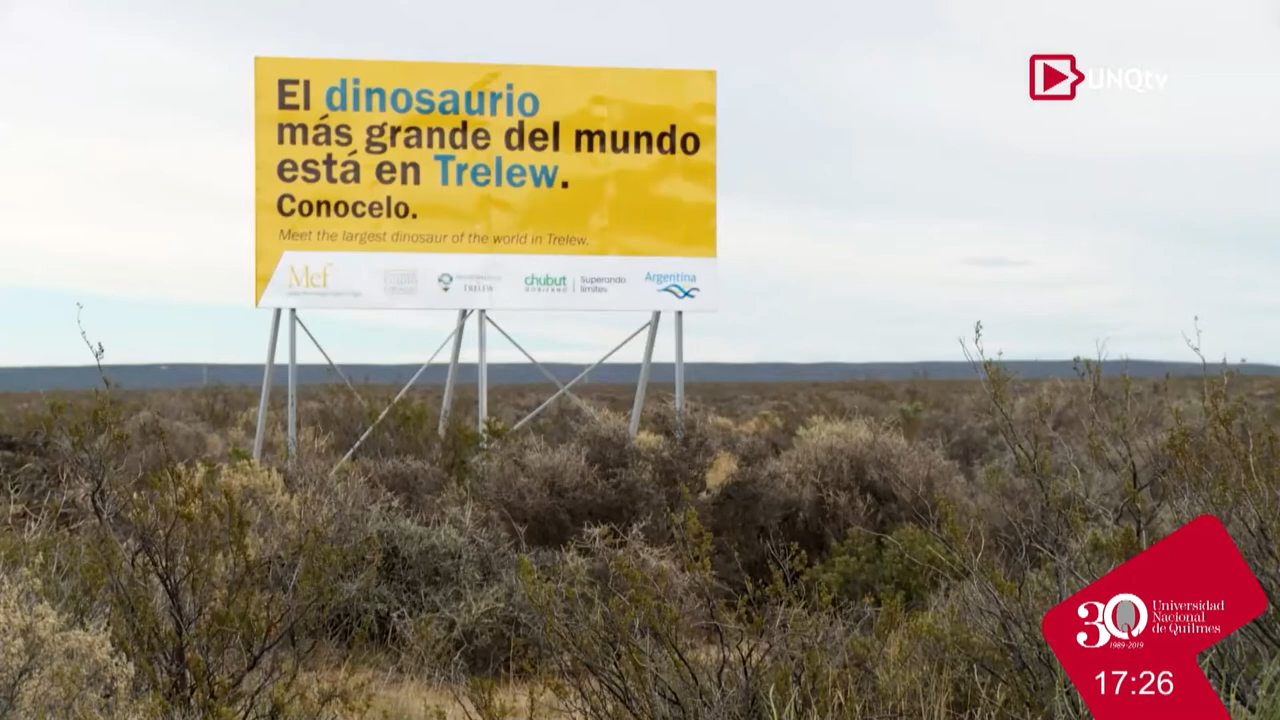 El dinosaurio
más grande del mundo
está en Trelew.
Conocelo.
Meet the largest dinosaur of the world in Trelew.
Mef
TRELEW
chubut
GOBIERNO
Superando
límites
Argentina
UNQtv
30
1989-2019
Universidad
Nacional
de Quilmes
17:26